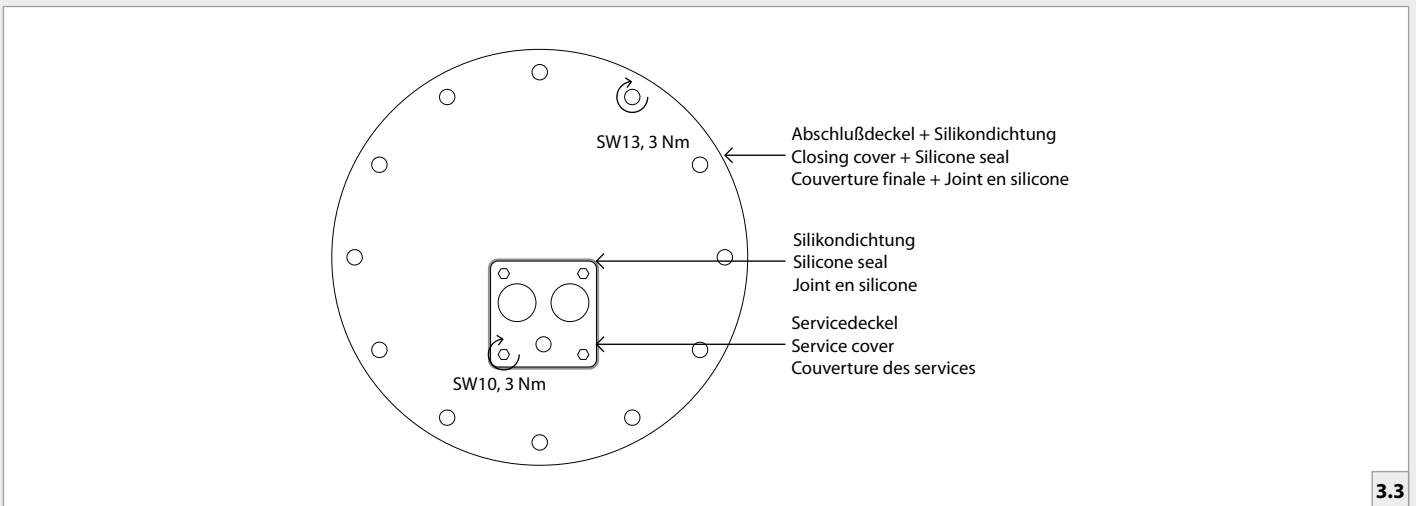 SW13, 3 Nm
Abschlußdeckel + Silikondichtung
Closing cover + Silicone seal
Couverture finale + Joint en silicone
Silikondichtung
Silicone seal
Joint en silicone
Servicedeckel
Service cover
Couverture des services
SW10, 3 Nm
3.3